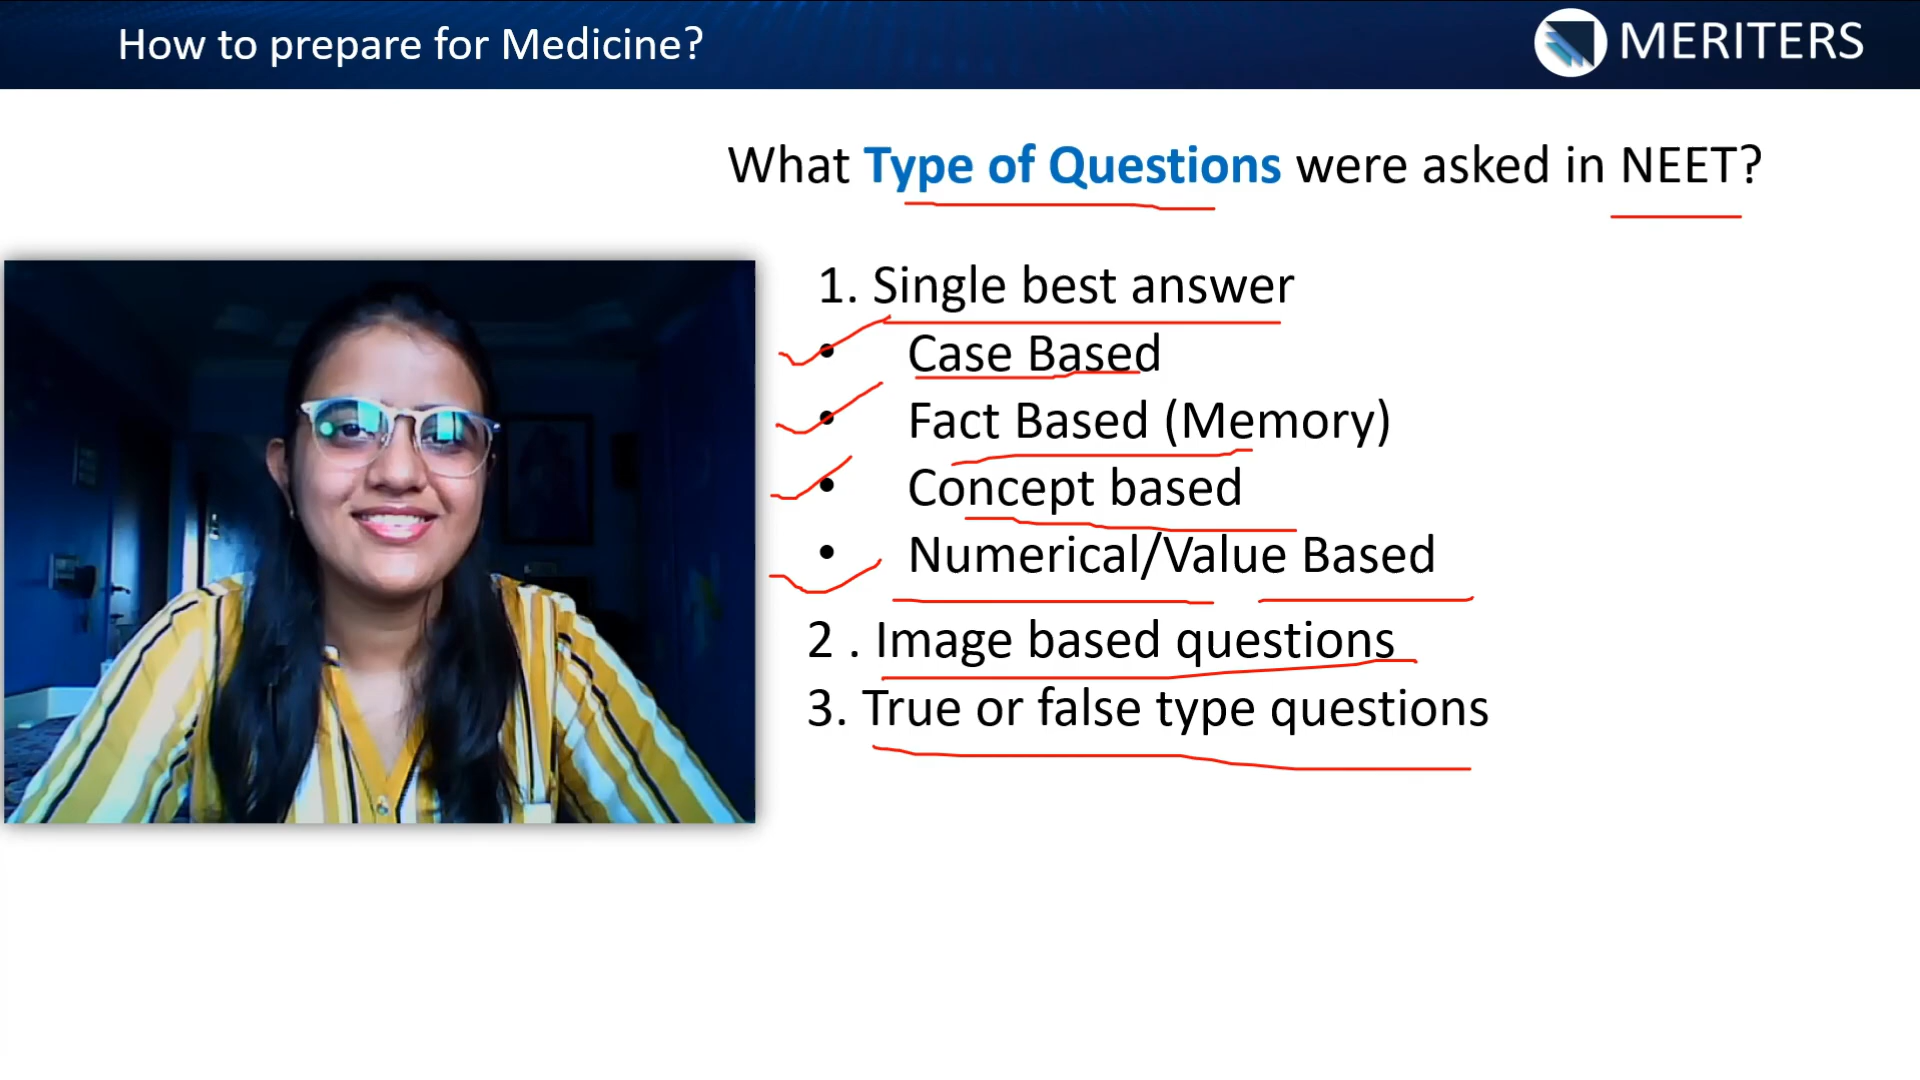 How to prepare for Medicine?
MERITERS
What Type of Questions were asked in NEET?
1. Single best answer
• Case Based
• Fact Based (Memory)
• Concept based
• Numerical/Value Based
2 . Image based questions
3. True or false type questions